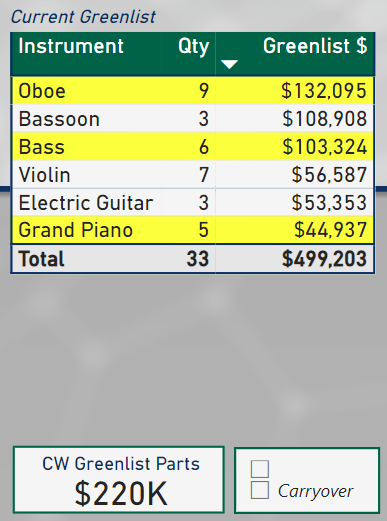 Current Greenlist
Instrument Qty Greenlist $
Oboe 9 $132,095
Bassoon 3 $108,908
Bass 6 $103,324
Violin 7 $56,587
Electric Guitar 3 $53,353
Grand Piano 5 $44,937
Total 33 $499,203
CW Greenlist Parts
$220K
Carryover